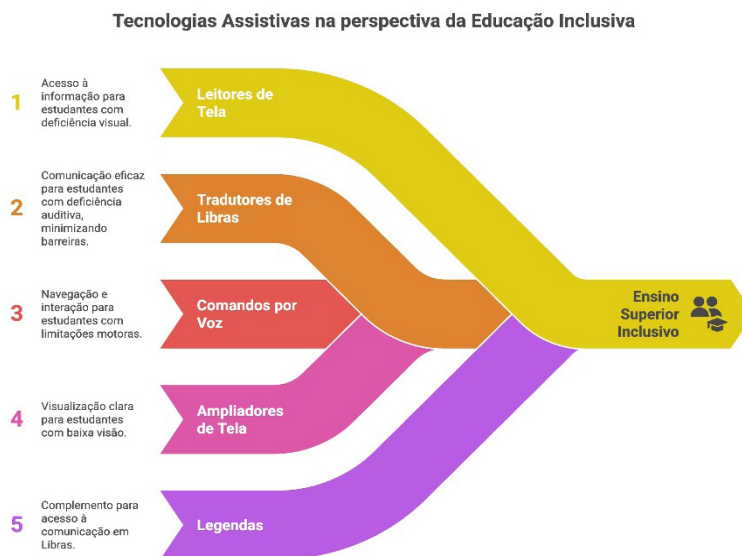 Tecnologias Assistivas na perspectiva da Educação Inclusiva
1
Acesso à
informação para
estudantes com
deficiência visual.
Leitores de
Tela
2
Comunicação eficaz
para estudantes
com deficiência
auditiva,
minimizando
barreiras.
Tradutores de
Libras
3
Navegação e
interação para
estudantes com
limitações motoras.
Comandos por
Voz
4
Visualização clara
para estudantes
com baixa visão.
Ampliadores
de Tela
5
Complemento para
acesso à
comunicação em
Libras.
Legendas
Ensino
Superior
Inclusivo